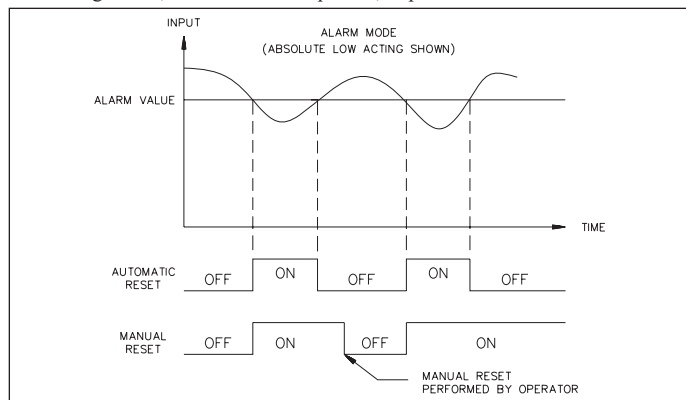 INPUT
ALARM MODE
(ABSOLUTE LOW ACTING SHOWN)
ALARM VALUE
TIME
AUTOMATIC
RESET
OFF ON OFF ON OFF
MANUAL
RESET
OFF ON OFF ON
MANUAL RESET
PERFORMED BY OPERATOR